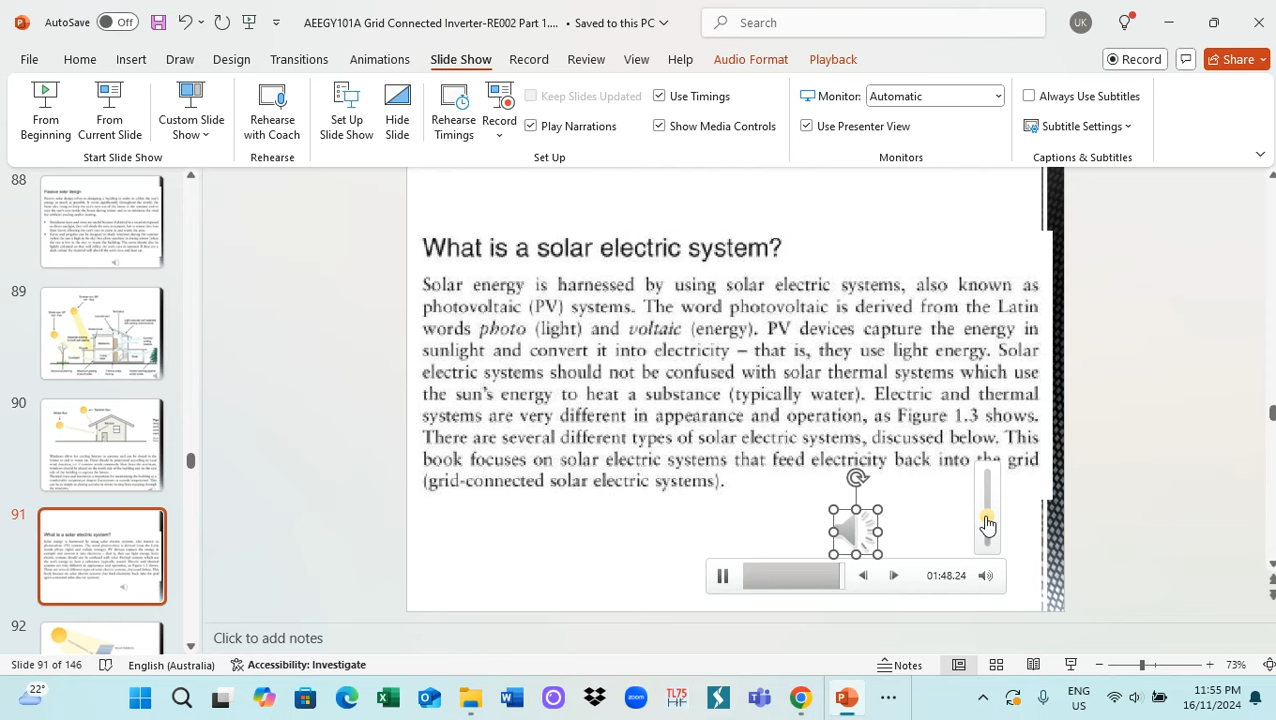 AutoSave Off AEEGY101A Grid Connected Inverter-RE002 Part 1.... • Saved to this PC Search UK
File Home Insert Draw Design Transitions Animations Slide Show Record Review View Help Audio Format Playback Record Share
From Beginning
From Current Slide
Custom Slide Show
Rehearse with Coach
Set Up Slide Show
Hide Slide
Rehearse Timings
Record
Keep Slides Updated
Play Narrations
Use Timings
Show Media Controls
Monitor: Automatic
Use Presenter View
Always Use Subtitles
Subtitle Settings
Start Slide Show Rehearse Set Up Monitors Captions & Subtitles
88
Passive solar design
89
90
91
What is a solar electric system?
92
What is a solar electric system?
Solar energy is harnessed by using solar electric systems, also known as
photovoltaic (PV) systems. The word photovoltaic is derived from the Latin
words photo (light) and voltaic (energy). PV devices capture the energy in
sunlight and convert it into electricity – that is, they use light energy. Solar
electric systems should not be confused with solar thermal systems which use
the sun's energy to heat a substance (typically water). Electric and thermal
systems are very different in appearance and operation, as Figure 1.3 shows.
There are several different types of solar electric systems, discussed below. This
book focuses on solar electric systems that feed electricity back into the grid
(grid-connected solar electric systems).
01:48.24
Click to add notes
Slide 91 of 146 English (Australia) Accessibility: Investigate Notes 73%
22° TL75 zoom ENG US 11:55 PM 16/11/2024